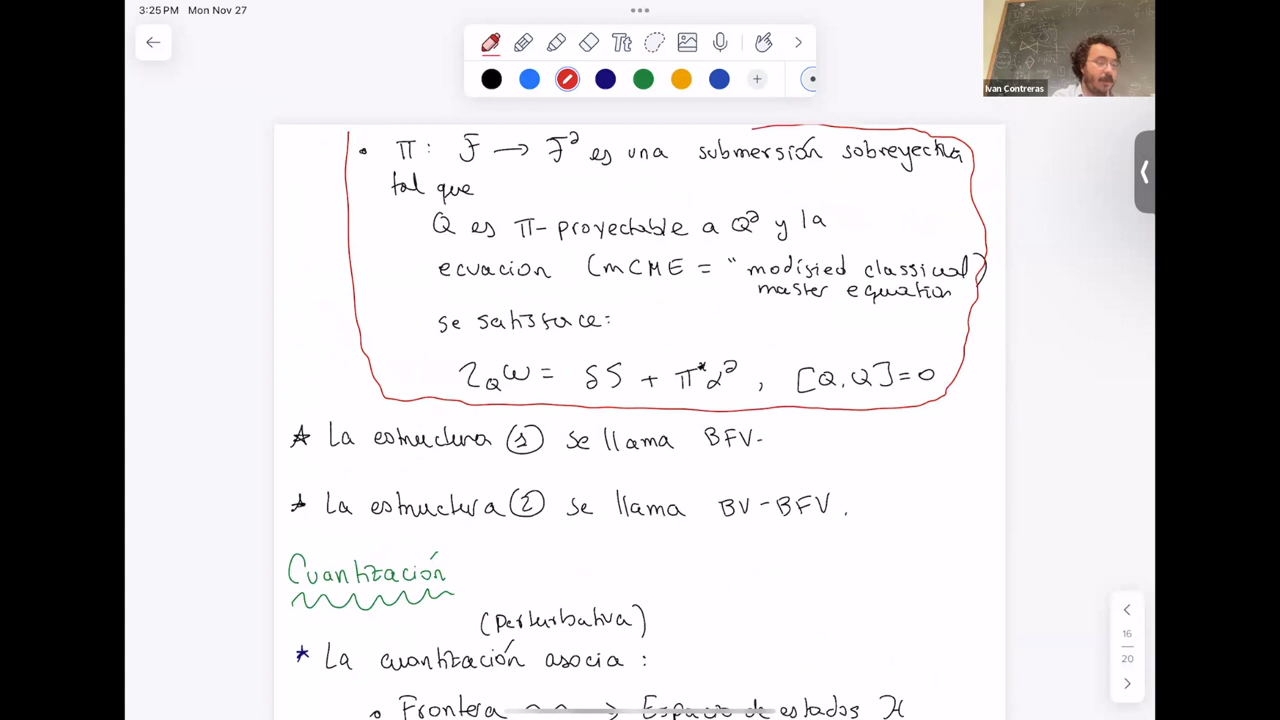 3:25 PM Mon Nov 27
Tt
Ivan Contreras
• π: F → F^∂ es una submersión sobreyectiva
tal que
Q es π-proyectable a Q^∂ y la
ecuación (mCME = "modified classical)
master equation
se satisface:
ι_Q ω = δS + π*α^∂, [Q,Q]=0
★ La estructura ① se llama BFV-
★ La estructura ② se llama BV-BFV.
Cuantización
(Perturbativa)
★ La cuantización asocia:
• Frontera → Espacio de estados H
16
20